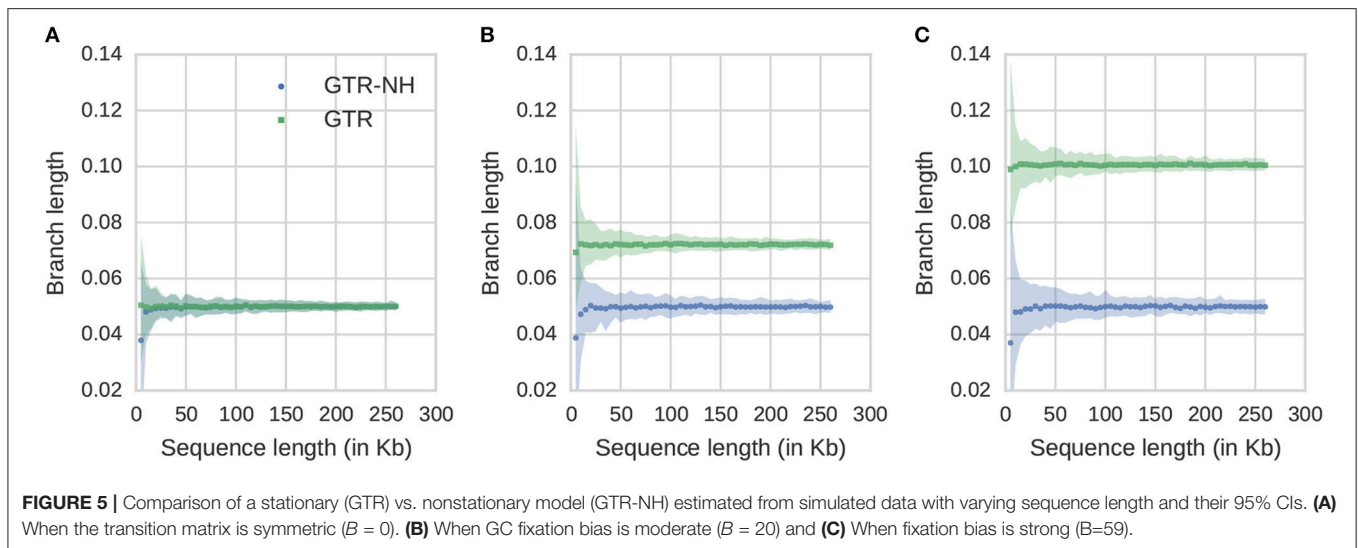 A
B
C
0.14
0.12
0.10
0.08
0.06
0.04
0.02
Branch length
GTR-NH
GTR
0 50 100 150 200 250 300
Sequence length (in Kb)
0.14
0.12
0.10
0.08
0.06
0.04
0.02
Branch length
0 50 100 150 200 250 300
Sequence length (in Kb)
0.14
0.12
0.10
0.08
0.06
0.04
0.02
Branch length
0 50 100 150 200 250 300
Sequence length (in Kb)
FIGURE 5 | Comparison of a stationary (GTR) vs. nonstationary model (GTR-NH) estimated from simulated data with varying sequence length and their 95% CIs. (A)
When the transition matrix is symmetric (B = 0). (B) When GC fixation bias is moderate (B = 20) and (C) When fixation bias is strong (B=59).